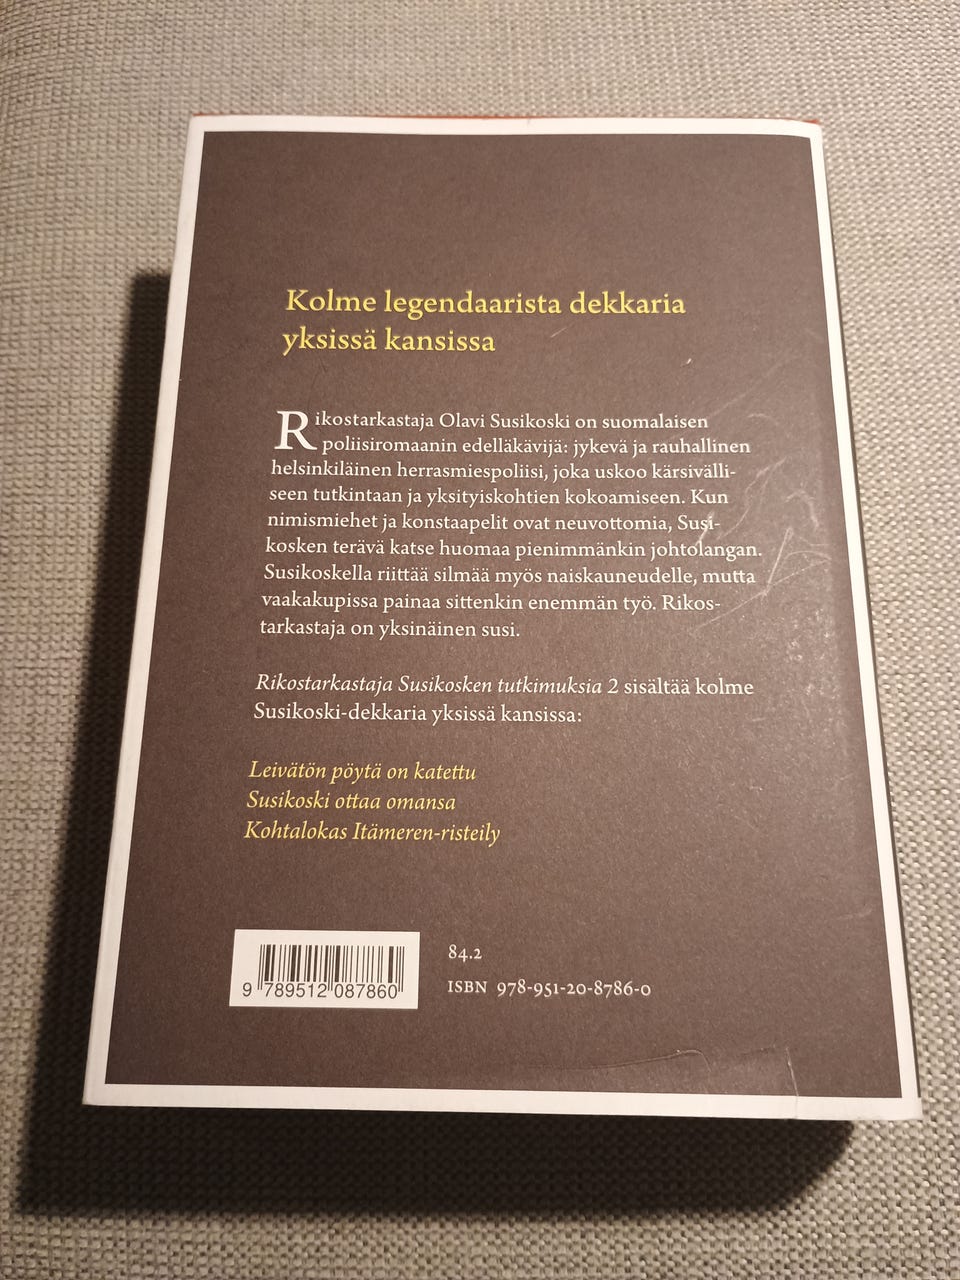 Kolme legendaarista dekkaria
yksissä kansissa
Rikostarkastaja Olavi Susikoski on suomalaisen
poliisiromaanin edelläkävijä: jykevä ja rauhallinen
helsinkiläinen herrasmiespoliisi, joka uskoo kärsivälli-
seen tutkintaan ja yksityiskohtien kokoamiseen. Kun
nimismiehet ja konstaapelit ovat neuvottomia, Susi-
kosken terävä katse huomaa pienimmänkin johtolangan.
Susikoskella riittää silmää myös naiskauneudelle, mutta
vaakakupissa painaa sittenkin enemmän työ. Rikos-
tarkastaja on yksinäinen susi.
Rikostarkastaja Susikosken tutkimuksia 2 sisältää kolme
Susikoski-dekkaria yksissä kansissa:
Leivätön pöytä on katettu
Susikoski ottaa omansa
Kohtalokas Itämeren-risteily
84.2
ISBN 978-951-20-8786-0
9 789512 087860